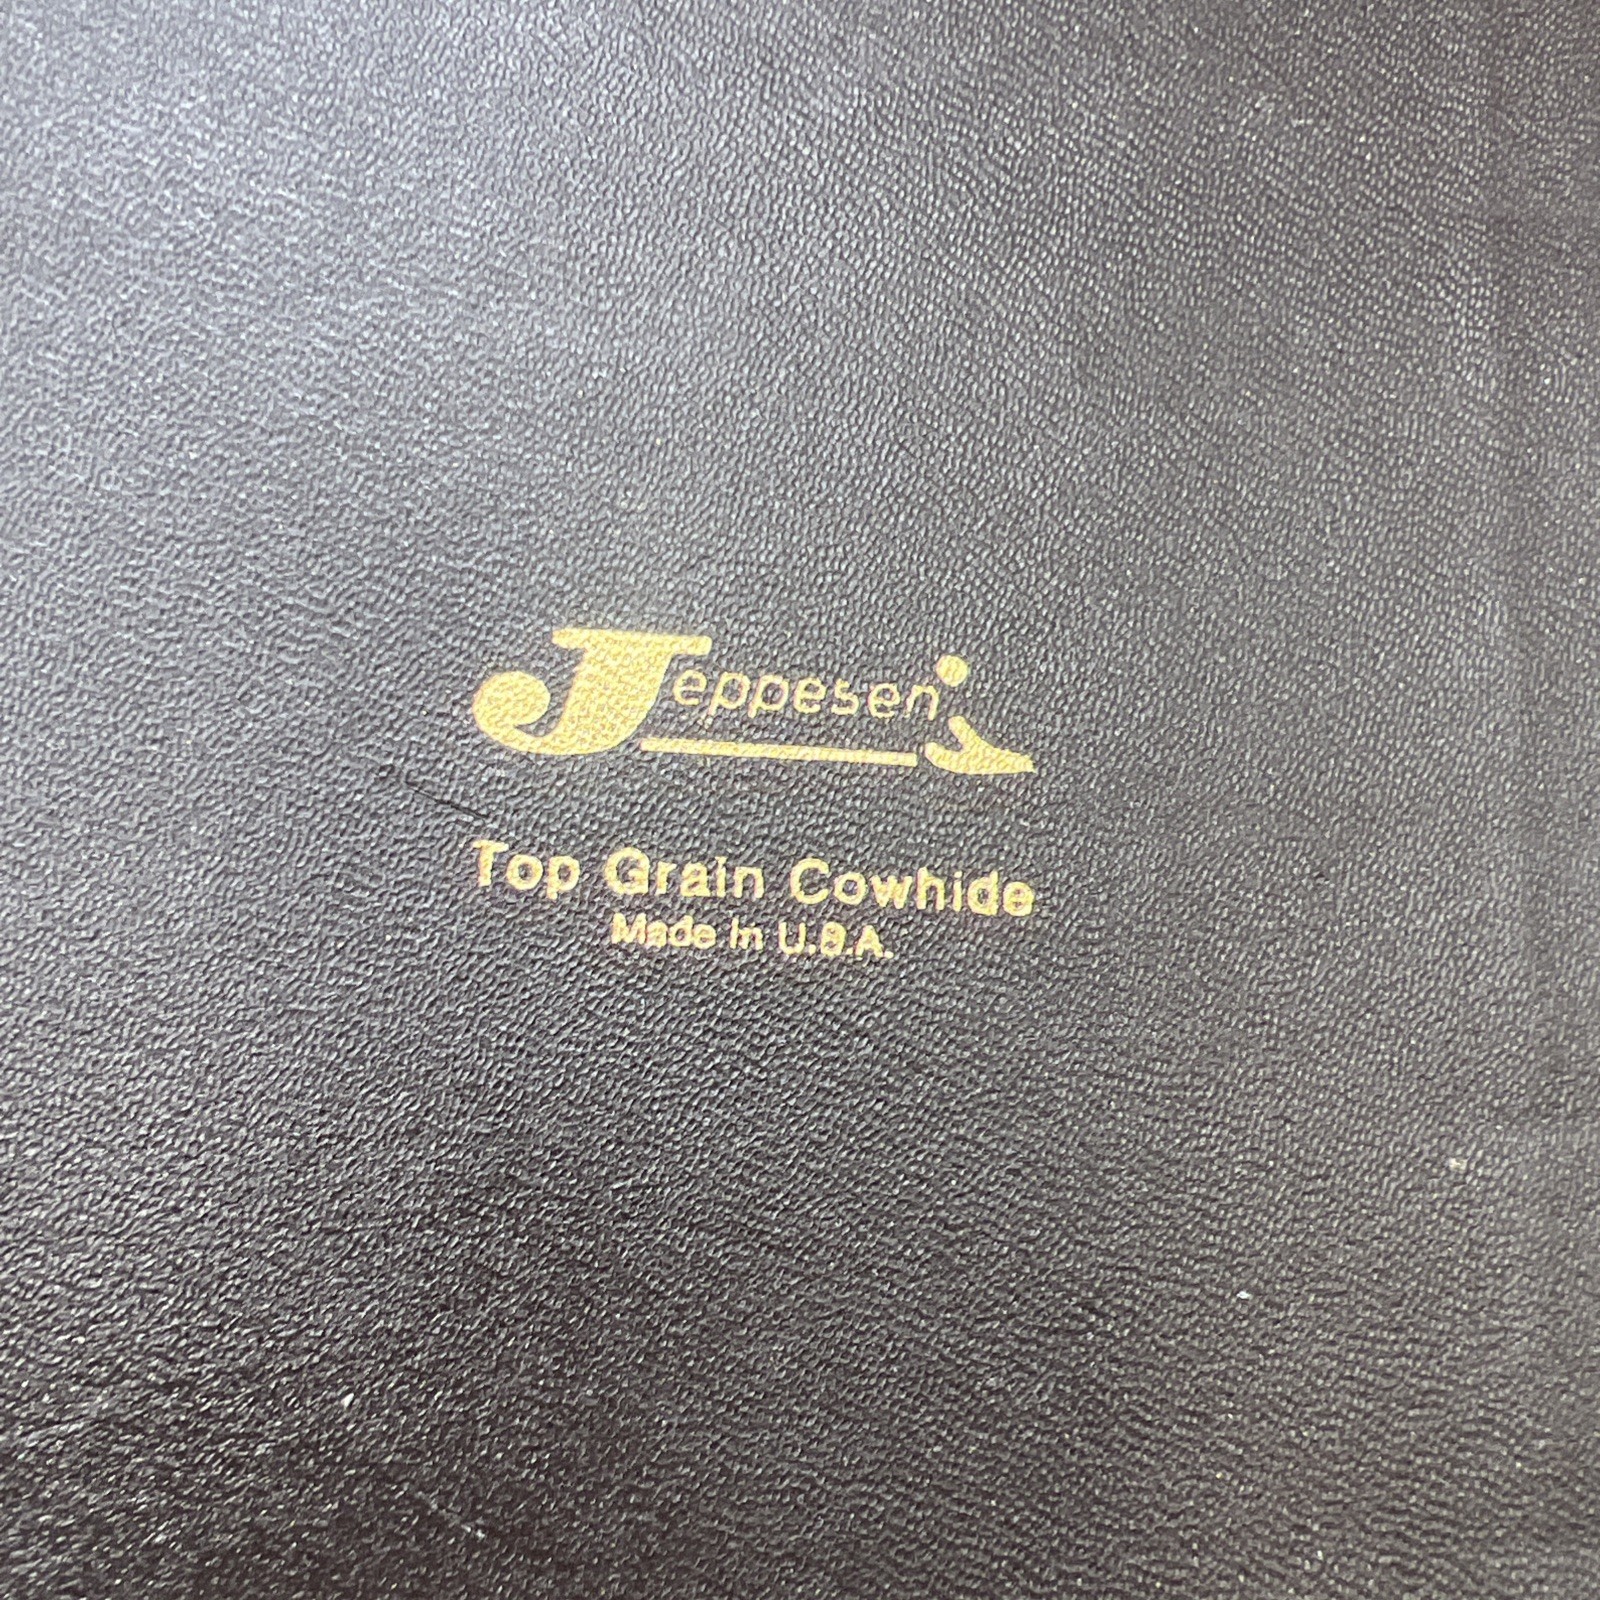 Jeppesen
Top Grain Cowhide
Made in U.S.A.